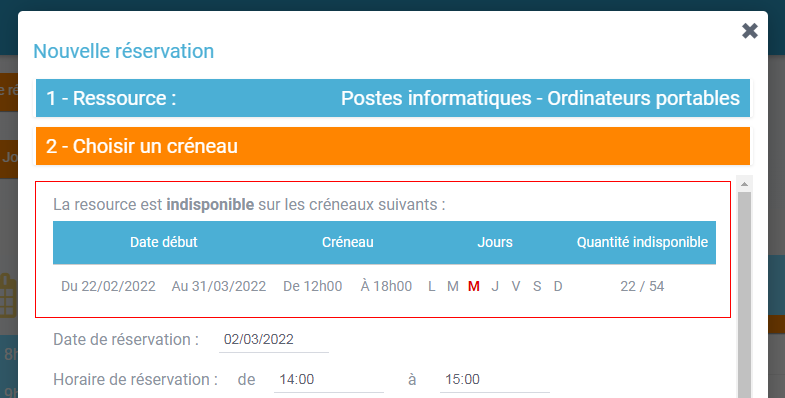 Nouvelle réservation
1 - Ressource : Postes informatiques - Ordinateurs portables
2 - Choisir un créneau
La resource est indisponible sur les créneaux suivants :
Date début Créneau Jours Quantité indisponible
Du 22/02/2022 Au 31/03/2022 De 12h00 À 18h00 L M M J V S D 22 / 54
Date de réservation : 02/03/2022
Horaire de réservation : de 14:00 à 15:00